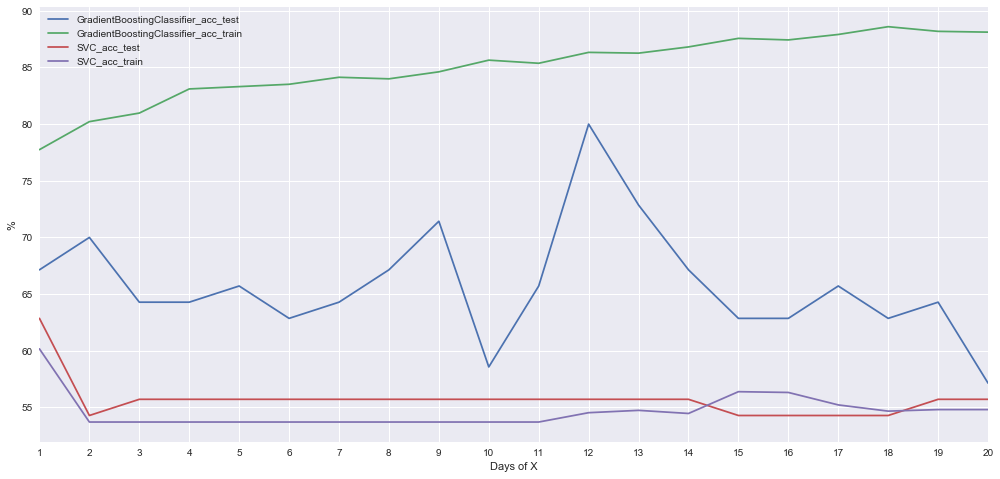 GradientBoostingClassifier_acc_test
GradientBoostingClassifier_acc_train
SVC_acc_test
SVC_acc_train
90
85
80
75
70
65
60
55
%
1 2 3 4 5 6 7 8 9 10 11 12 13 14 15 16 17 18 19 20
Days of X